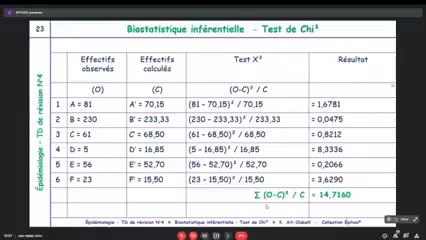 23
Biostatistique inférentielle - Test de Chi²
Épidémiologie - TD de révision N°4
Effectifs observés
Effectifs calculés
Test X²
Résultat
(O)
(C)
(O-C)² / C
1 A = 81 A' = 70,15 (81 - 70,15)² / 70,15 = 1,6781
2 B = 230 B' = 233,33 (230 - 233,33)² / 233,33 = 0,0475
3 C = 61 C' = 68,50 (61 - 68,50)² / 68,50 = 0,8212
4 D = 5 D' = 16,85 (5 - 16,85)² / 16,85 = 8,3336
5 E = 56 E' = 52,70 (56 - 52,70)² / 52,70 = 0,2066
6 F = 23 F' = 15,50 (23 - 15,50)² / 15,50 = 3,6290
∑ (O-C)² / C = 14,7160